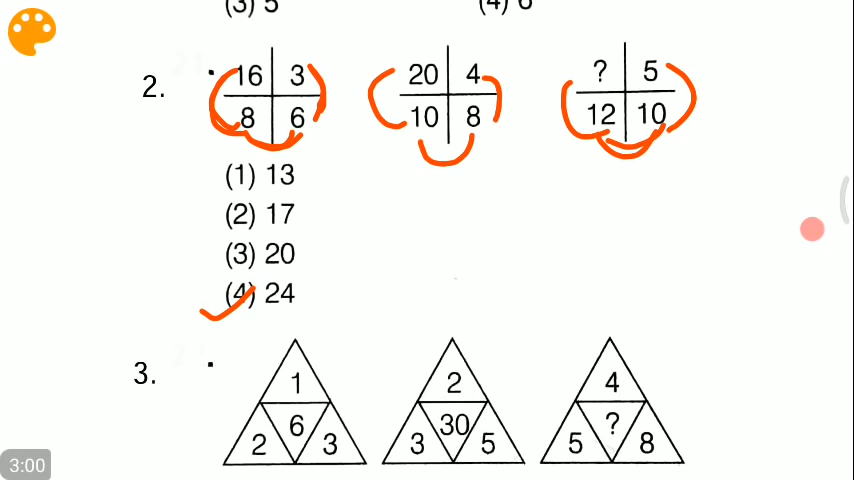 (3) 5 (4) 6
2. 16 3 20 4 ? 5
8 6 10 8 12 10
(1) 13
(2) 17
(3) 20
(4) 24
3. 1 2 4
2 6 3 3 30 5 5 ? 8
3:00